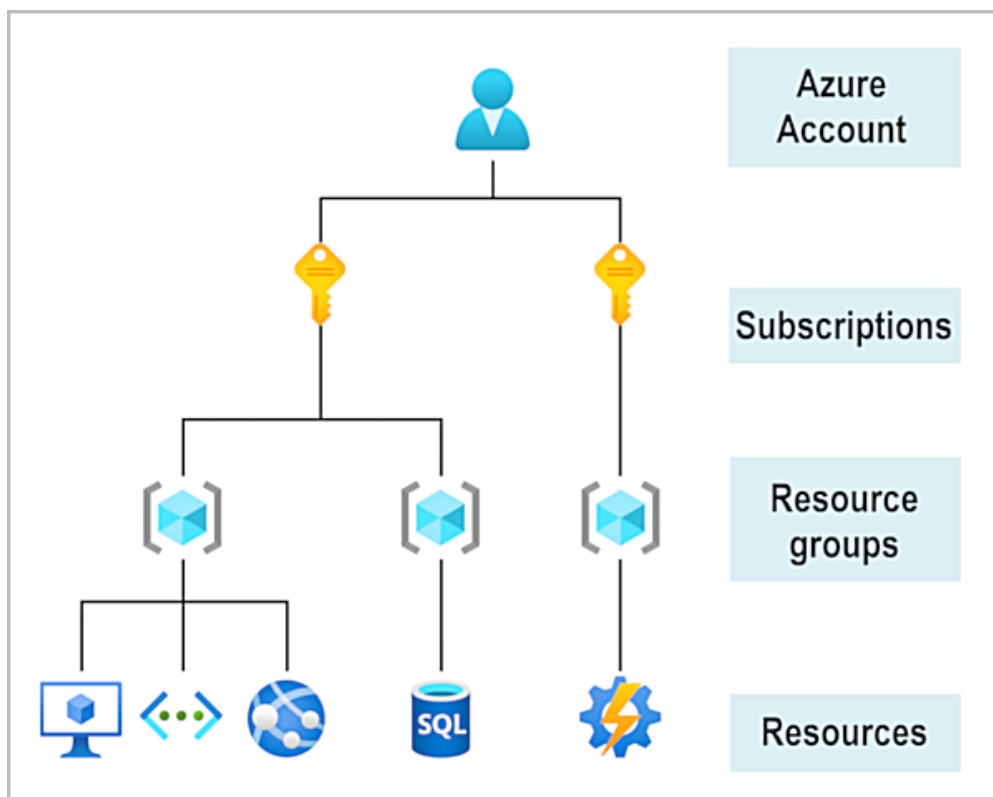 Azure
Account
Subscriptions
Resource
groups
SQL
Resources